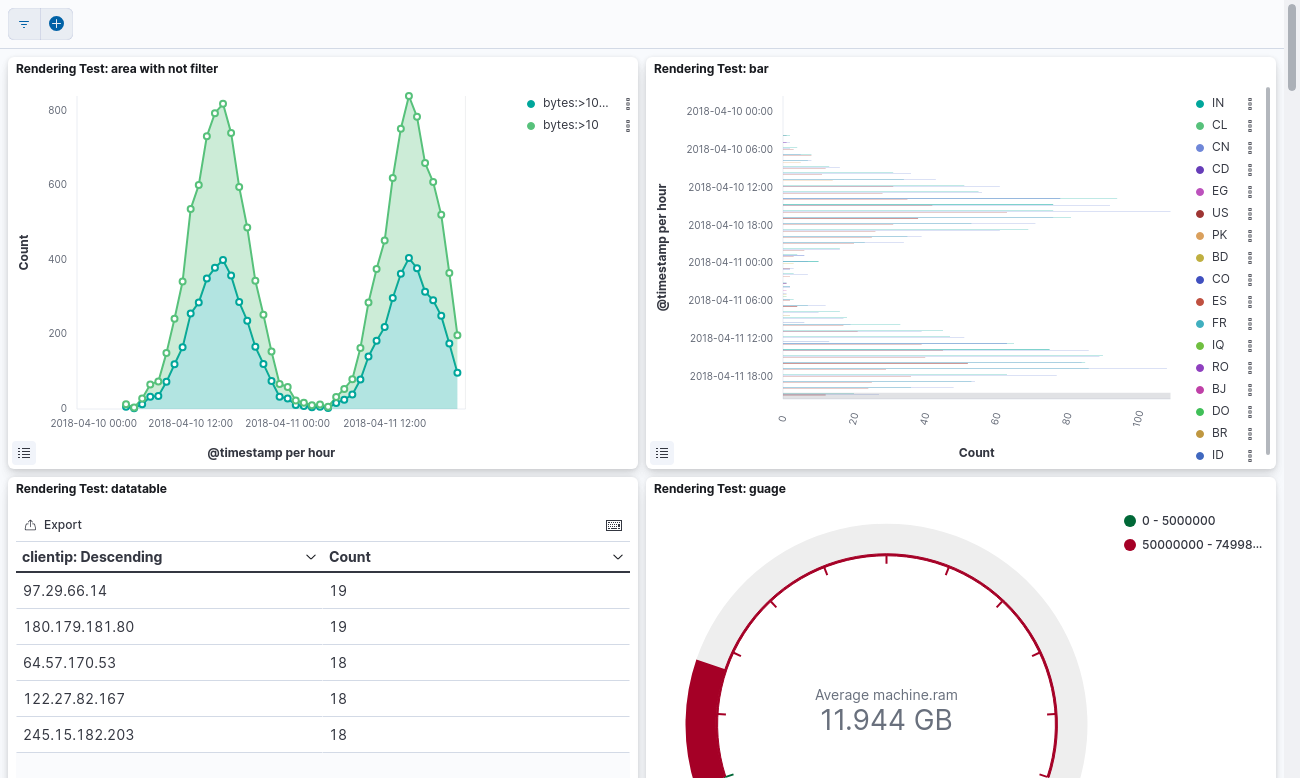 Rendering Test: area with not filter
800
600
400
200
0
Count
2018-04-10 00:00
2018-04-10 12:00
2018-04-11 00:00
2018-04-11 12:00
@timestamp per hour
bytes:>10...
bytes:>10
Rendering Test: bar
@timestamp per hour
2018-04-10 00:00
2018-04-10 06:00
2018-04-10 12:00
2018-04-10 18:00
2018-04-11 00:00
2018-04-11 06:00
2018-04-11 12:00
2018-04-11 18:00
0
20
40
60
80
100
Count
IN
CL
CN
CD
EG
US
PK
BD
CO
ES
FR
IQ
RO
BJ
DO
BR
ID
Rendering Test: datatable
Export
clientip: Descending Count
97.29.66.14 19
180.179.181.80 19
64.57.170.53 18
122.27.82.167 18
245.15.182.203 18
Rendering Test: guage
0 - 5000000
50000000 - 74998...
Average machine.ram
11.944 GB